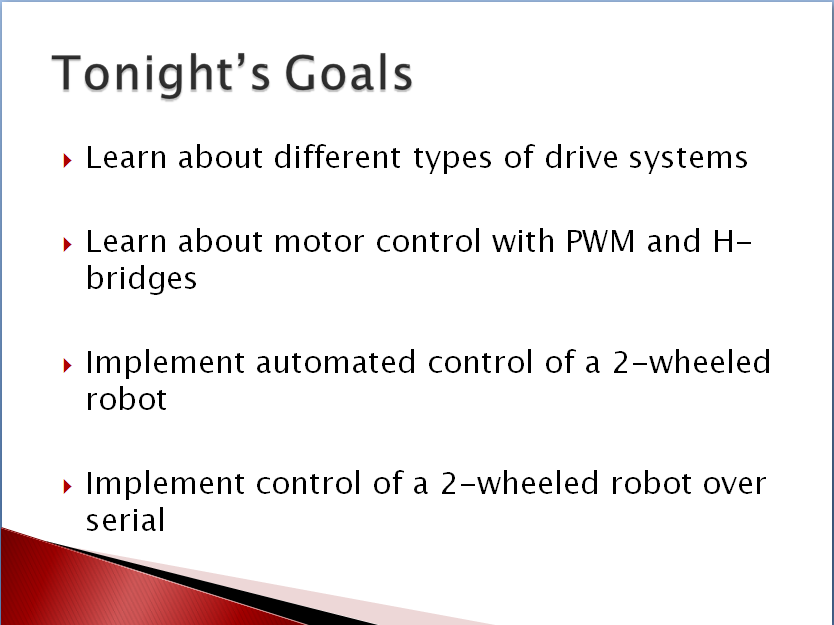 Tonight’s Goals
Learn about different types of drive systems
Learn about motor control with PWM and H-
bridges
Implement automated control of a 2-wheeled
robot
Implement control of a 2-wheeled robot over
serial